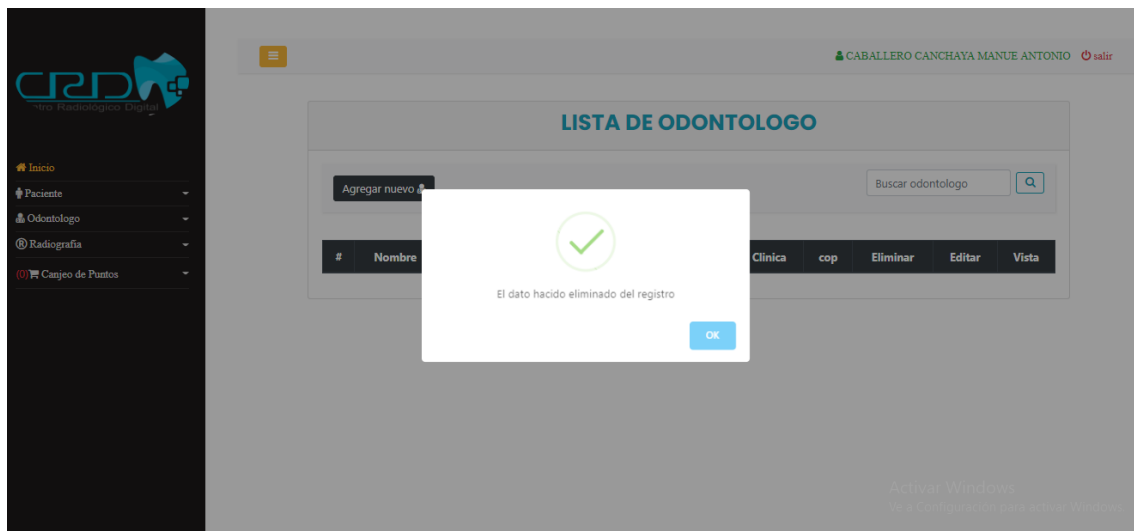 CABALLERO CANCHAYA MANUE ANTONIO salir
CRD
ntro Radiológico Digital
LISTA DE ODONTOLOGO
Inicio
Paciente
Odontologo
® Radiografia
(0) Canjeo de Puntos
Agregar nuevo
Buscar odontologo
# Nombre Clinica cop Eliminar Editar Vista
El dato hacido eliminado del registro
OK
Activar Windows
Ve a Configuración para activar Windows.